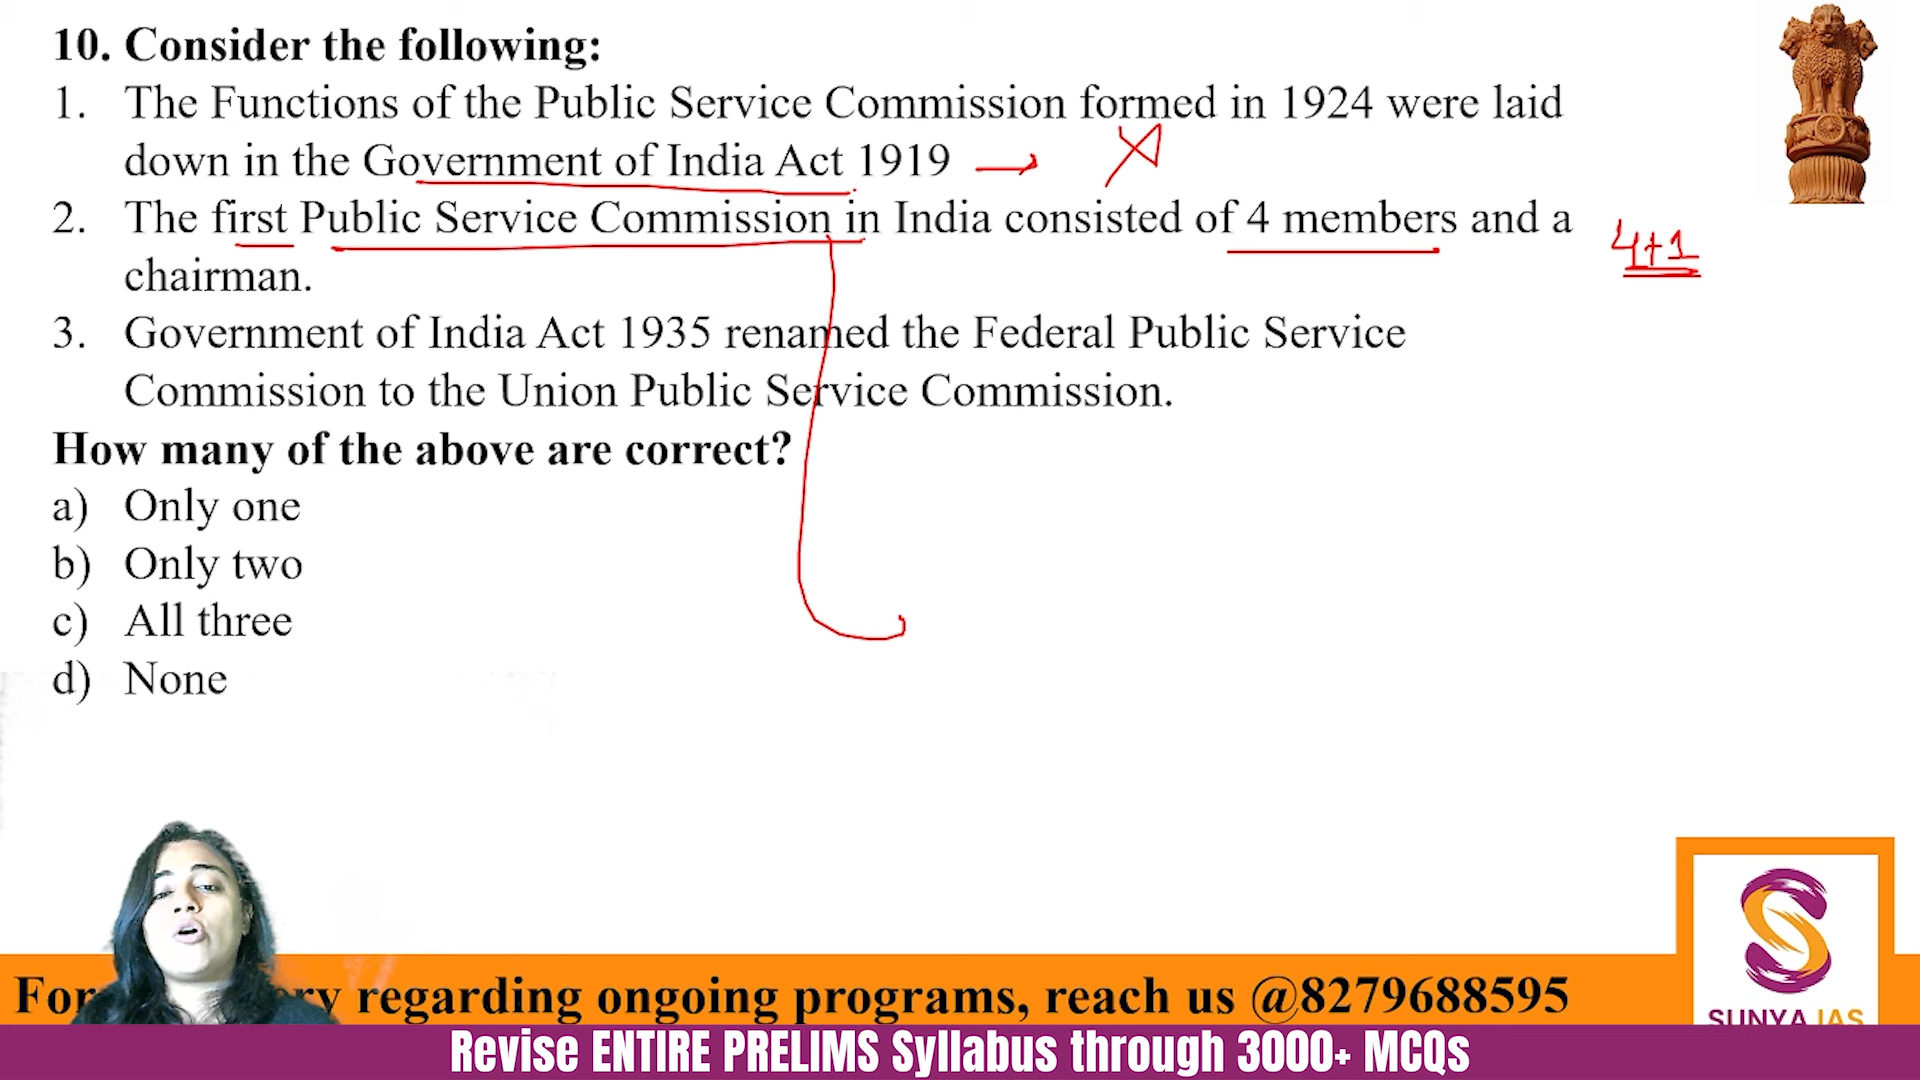 10. Consider the following:
1. The Functions of the Public Service Commission formed in 1924 were laid
down in the Government of India Act 1919
2. The first Public Service Commission in India consisted of 4 members and a
chairman.
4+1
3. Government of India Act 1935 renamed the Federal Public Service
Commission to the Union Public Service Commission.
How many of the above are correct?
a) Only one
b) Only two
c) All three
d) None
For ry regarding ongoing programs, reach us @8279688595
SUNYA IAS
Revise ENTIRE PRELIMS Syllabus through 3000+ MCQs